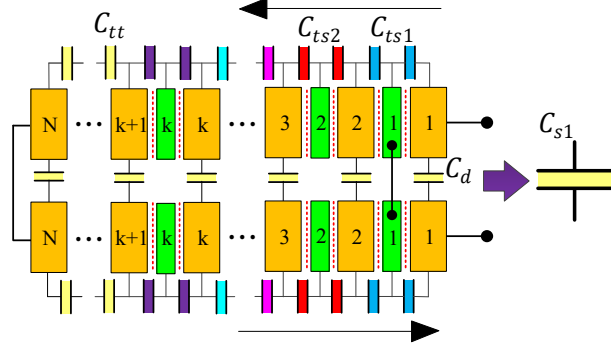 C_tt C_ts2 C_ts1
N ... k+1 k k ... 3 2 2 1 1
C_s1
C_d
N ... k+1 k k ... 3 2 2 1 1